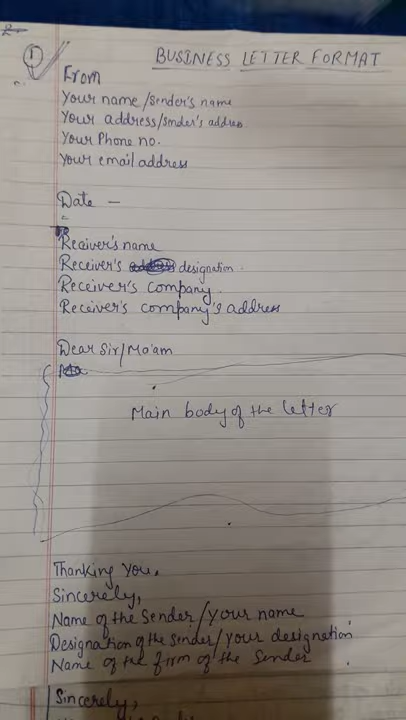 ①
BUSINESS LETTER FORMAT
From
Your name/sender's name
Your address/sender's address
Your Phone no.
Your email address
Date —
Receiver's name
Receiver's designation.
Receiver's company.
Receiver's company's address
Dear Sir/Ma'am
Main body of the letter
Thanking You,
Sincerely,
Name of the Sender/your name
Designation of the sender/your designation
Name of the firm of the Sender
Sincerely,